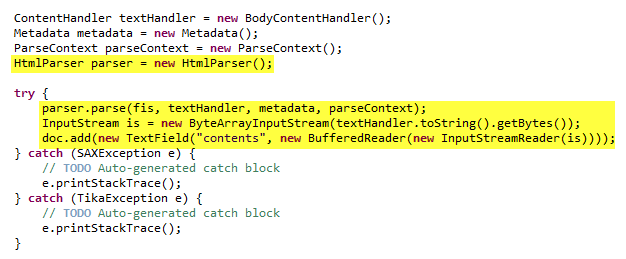 ContentHandler textHandler = new BodyContentHandler();
Metadata metadata = new Metadata();
ParseContext parseContext = new ParseContext();
HtmlParser parser = new HtmlParser();
try {
parser.parse(fis, textHandler, metadata, parseContext);
InputStream is = new ByteArrayInputStream(textHandler.toString().getBytes());
doc.add(new TextField("contents", new BufferedReader(new InputStreamReader(is))));
} catch (SAXException e) {
// TODO Auto-generated catch block
e.printStackTrace();
} catch (TikaException e) {
// TODO Auto-generated catch block
e.printStackTrace();
}